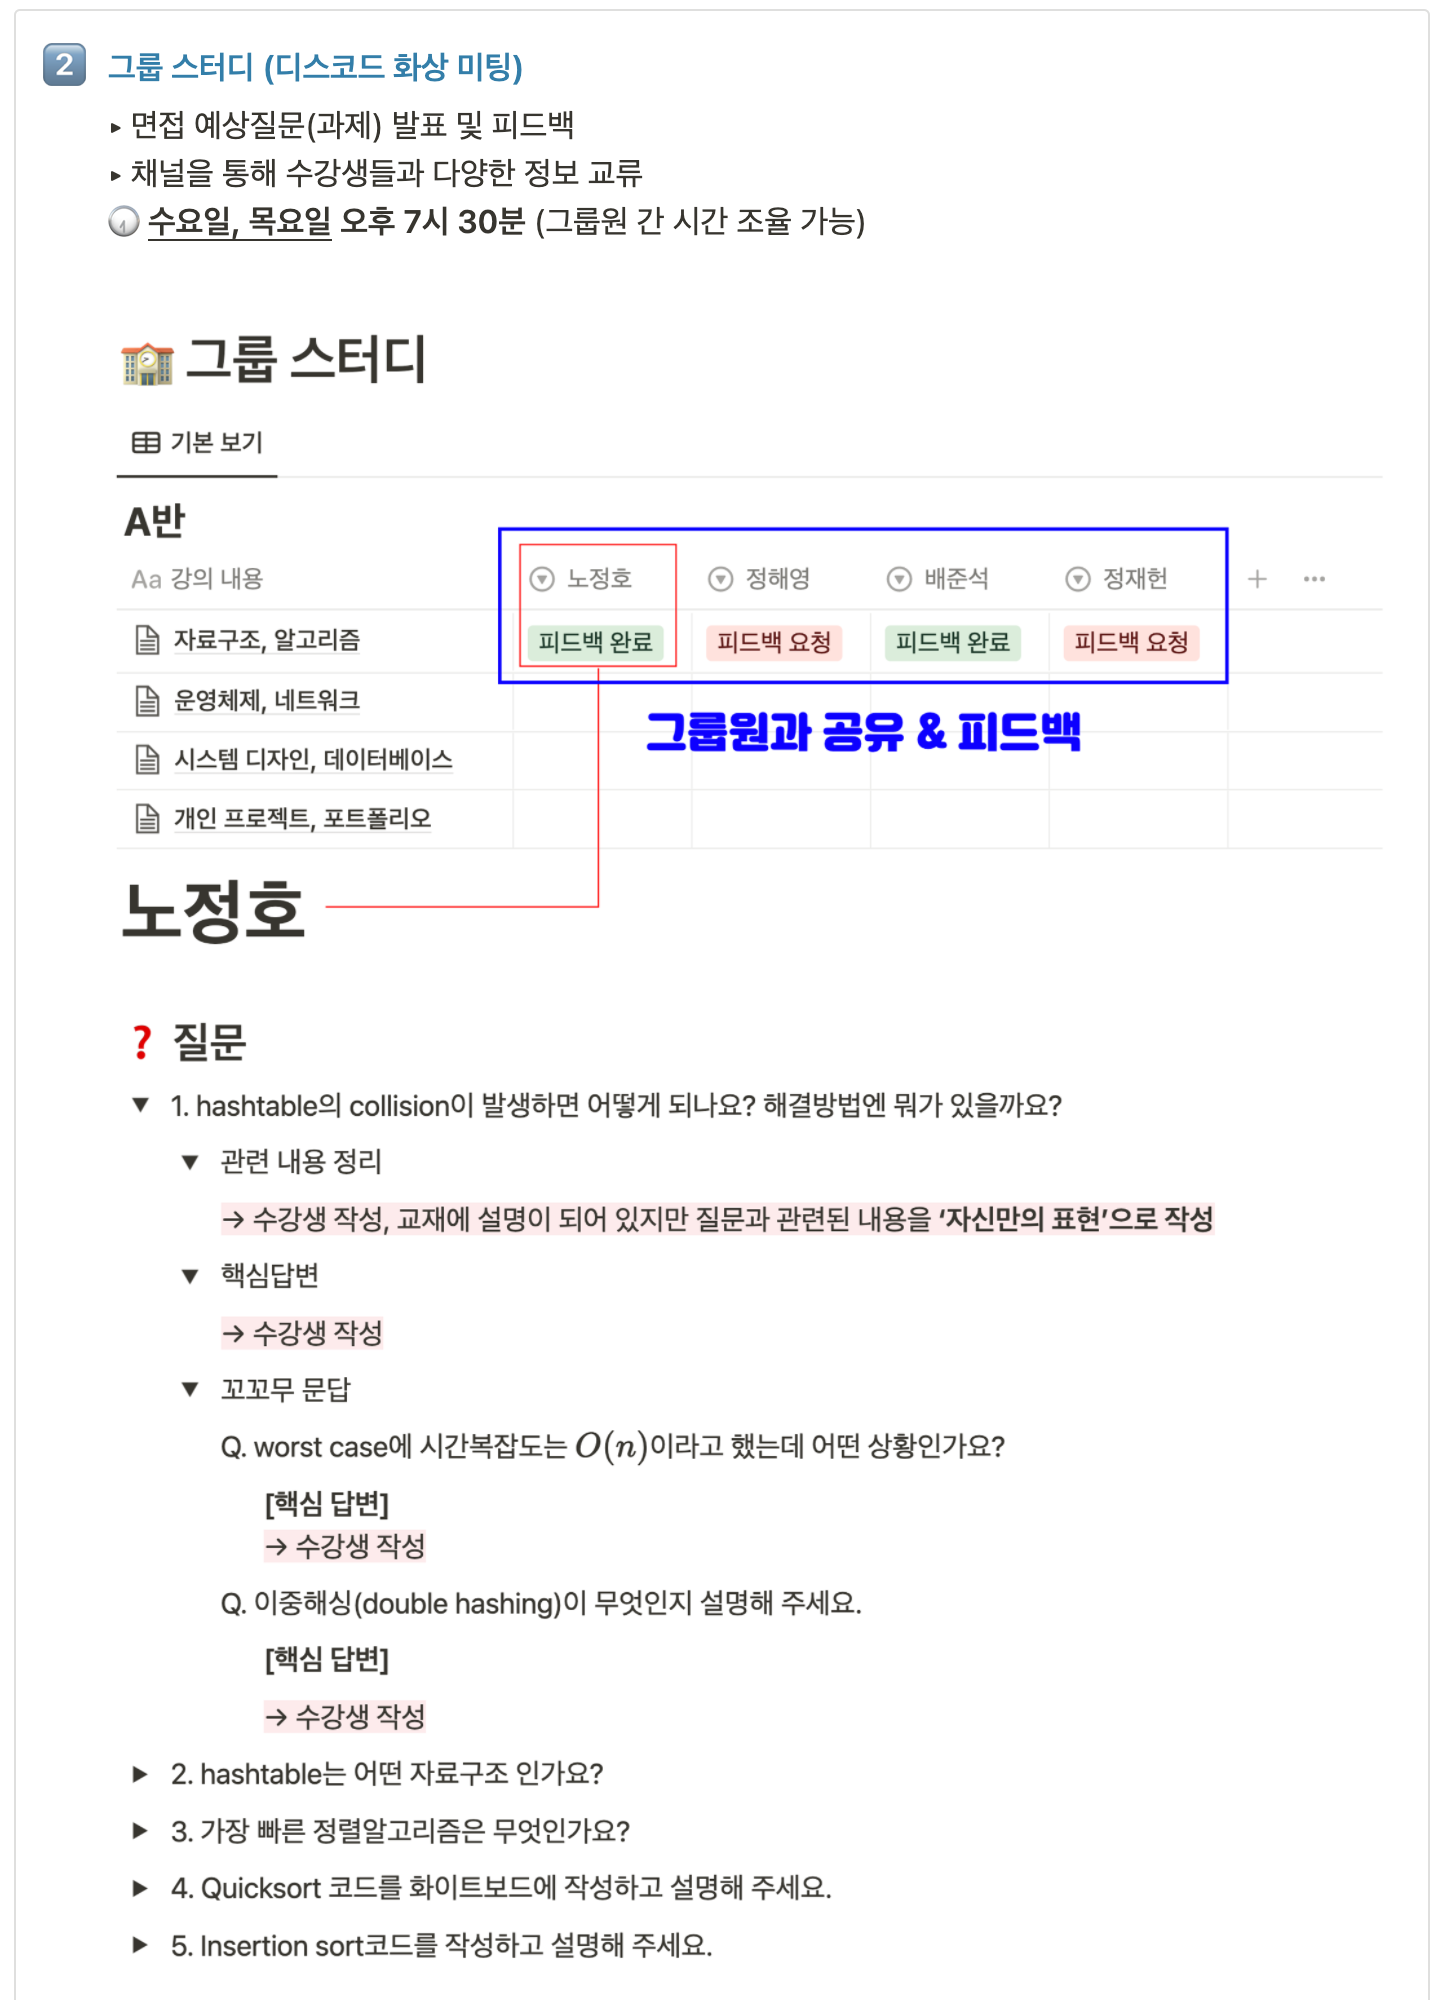 2 그룹 스터디 (디스코드 화상 미팅)
▸ 면접 예상질문(과제) 발표 및 피드백
▸ 채널을 통해 수강생들과 다양한 정보 교류
🕢 수요일, 목요일 오후 7시 30분 (그룹원 간 시간 조율 가능)
🏫 그룹 스터디
기본 보기
A반
Aa 강의 내용 노정호 정해영 배준석 정재헌 + •••
자료구조, 알고리즘 피드백 완료 피드백 요청 피드백 완료 피드백 요청
운영체제, 네트워크
그룹원과 공유 & 피드백
시스템 디자인, 데이터베이스
개인 프로젝트, 포트폴리오
노정호
❓ 질문
▼ 1. hashtable의 collision이 발생하면 어떻게 되나요? 해결방법엔 뭐가 있을까요?
▼ 관련 내용 정리
→ 수강생 작성, 교재에 설명이 되어 있지만 질문과 관련된 내용을 ‘자신만의 표현’으로 작성
▼ 핵심답변
→ 수강생 작성
▼ 꼬꼬무 문답
Q. worst case에 시간복잡도는 O(n)이라고 했는데 어떤 상황인가요?
[핵심 답변]
→ 수강생 작성
Q. 이중해싱(double hashing)이 무엇인지 설명해 주세요.
[핵심 답변]
→ 수강생 작성
▶ 2. hashtable는 어떤 자료구조 인가요?
▶ 3. 가장 빠른 정렬알고리즘은 무엇인가요?
▶ 4. Quicksort 코드를 화이트보드에 작성하고 설명해 주세요.
▶ 5. Insertion sort코드를 작성하고 설명해 주세요.